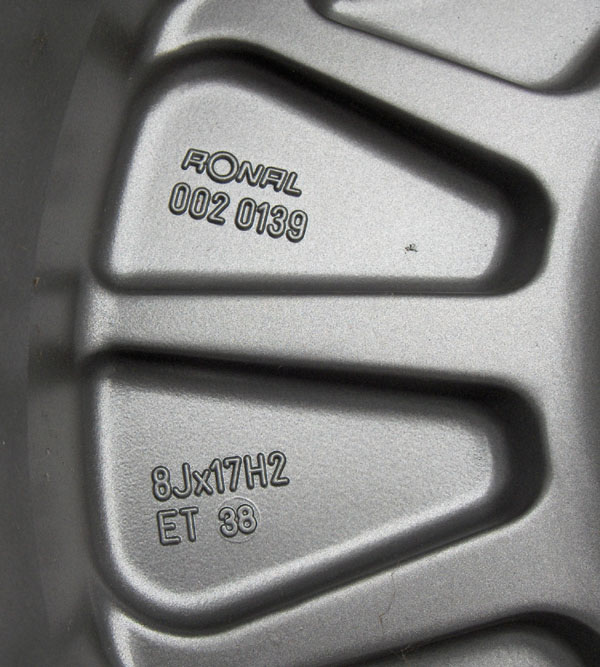 RONAL
002 0139
8Jx17H2
ET 38